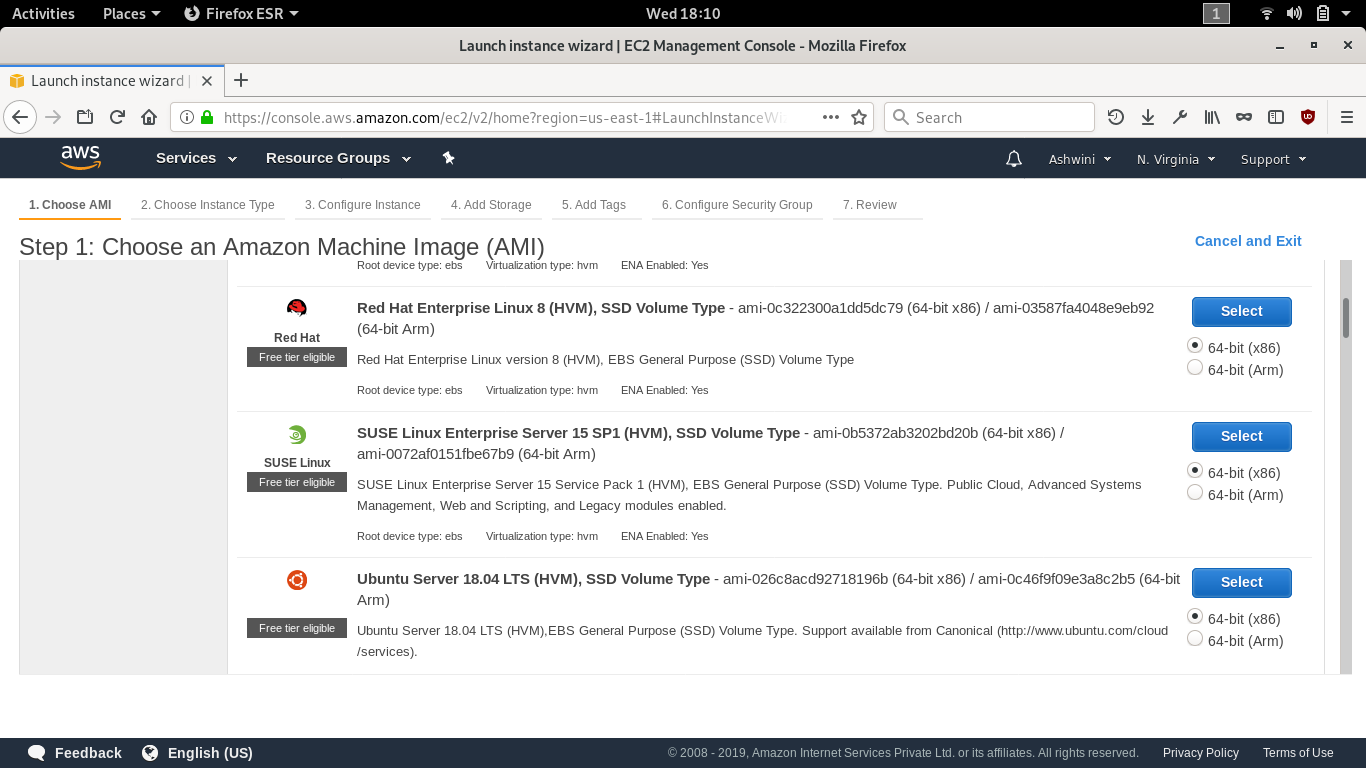 Activities Places Firefox ESR Wed 18:10 1
Launch instance wizard | EC2 Management Console - Mozilla Firefox
Launch instance wizard |
https://console.aws.amazon.com/ec2/v2/home?region=us-east-1#LaunchInstanceWi Search
aws Services Resource Groups Ashwini N. Virginia Support
1. Choose AMI 2. Choose Instance Type 3. Configure Instance 4. Add Storage 5. Add Tags 6. Configure Security Group 7. Review
Step 1: Choose an Amazon Machine Image (AMI) Cancel and Exit
Root device type: ebs Virtualization type: hvm ENA Enabled: Yes
Red Hat Enterprise Linux 8 (HVM), SSD Volume Type - ami-0c322300a1dd5dc79 (64-bit x86) / ami-03587fa4048e9eb92 Select
(64-bit Arm)
Red Hat
64-bit (x86)
Free tier eligible Red Hat Enterprise Linux version 8 (HVM), EBS General Purpose (SSD) Volume Type
64-bit (Arm)
Root device type: ebs Virtualization type: hvm ENA Enabled: Yes
SUSE Linux Enterprise Server 15 SP1 (HVM), SSD Volume Type - ami-0b5372ab3202bd20b (64-bit x86) / Select
ami-0072af0151fbe67b9 (64-bit Arm)
SUSE Linux
64-bit (x86)
Free tier eligible SUSE Linux Enterprise Server 15 Service Pack 1 (HVM), EBS General Purpose (SSD) Volume Type. Public Cloud, Advanced Systems
64-bit (Arm)
Management, Web and Scripting, and Legacy modules enabled.
Root device type: ebs Virtualization type: hvm ENA Enabled: Yes
Ubuntu Server 18.04 LTS (HVM), SSD Volume Type - ami-026c8acd92718196b (64-bit x86) / ami-0c46f9f09e3a8c2b5 (64-bit Select
Arm)
64-bit (x86)
Free tier eligible Ubuntu Server 18.04 LTS (HVM),EBS General Purpose (SSD) Volume Type. Support available from Canonical (http://www.ubuntu.com/cloud
64-bit (Arm)
/services).
Feedback English (US) © 2008 - 2019, Amazon Internet Services Private Ltd. or its affiliates. All rights reserved. Privacy Policy Terms of Use